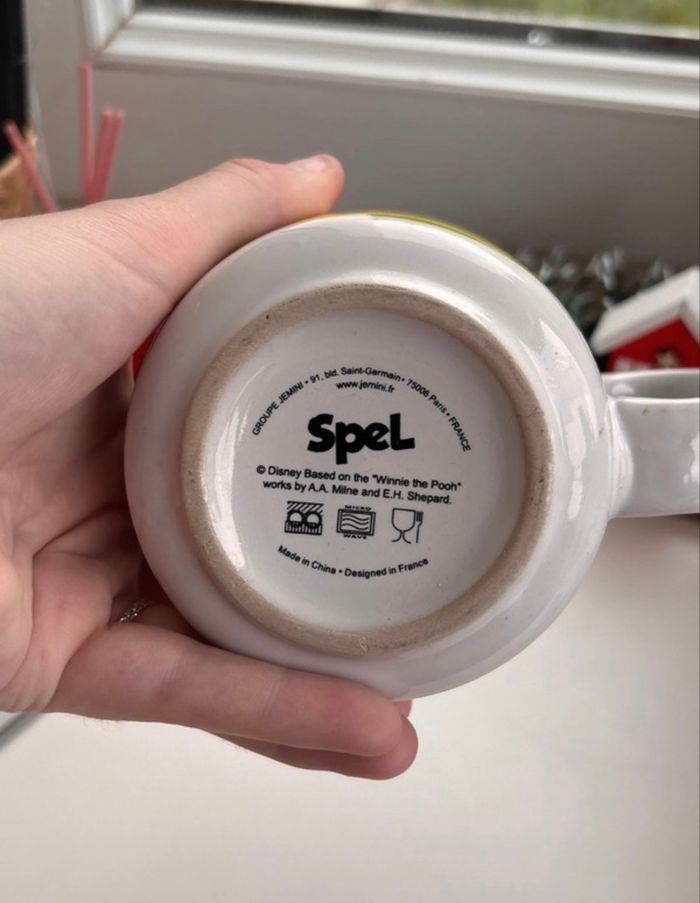 GROUPE JEMINI • 91, bld. Saint-Germain • 75006 Paris • FRANCE
www.jemini.fr
SpeL
© Disney Based on the "Winnie the Pooh"
works by A.A. Milne and E.H. Shepard.
MICRO
WAVE
Made in China • Designed in France